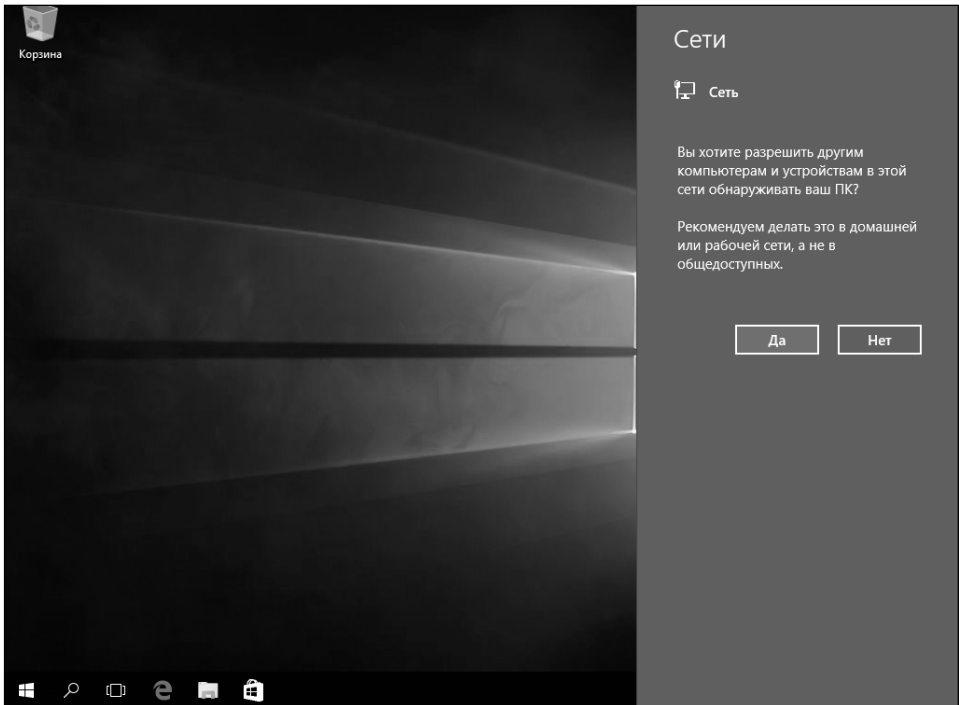 Корзина
Сети
Сеть
Вы хотите разрешить другим
компьютерам и устройствам в этой
сети обнаруживать ваш ПК?
Рекомендуем делать это в домашней
или рабочей сети, а не в
общедоступных.
Да
Нет